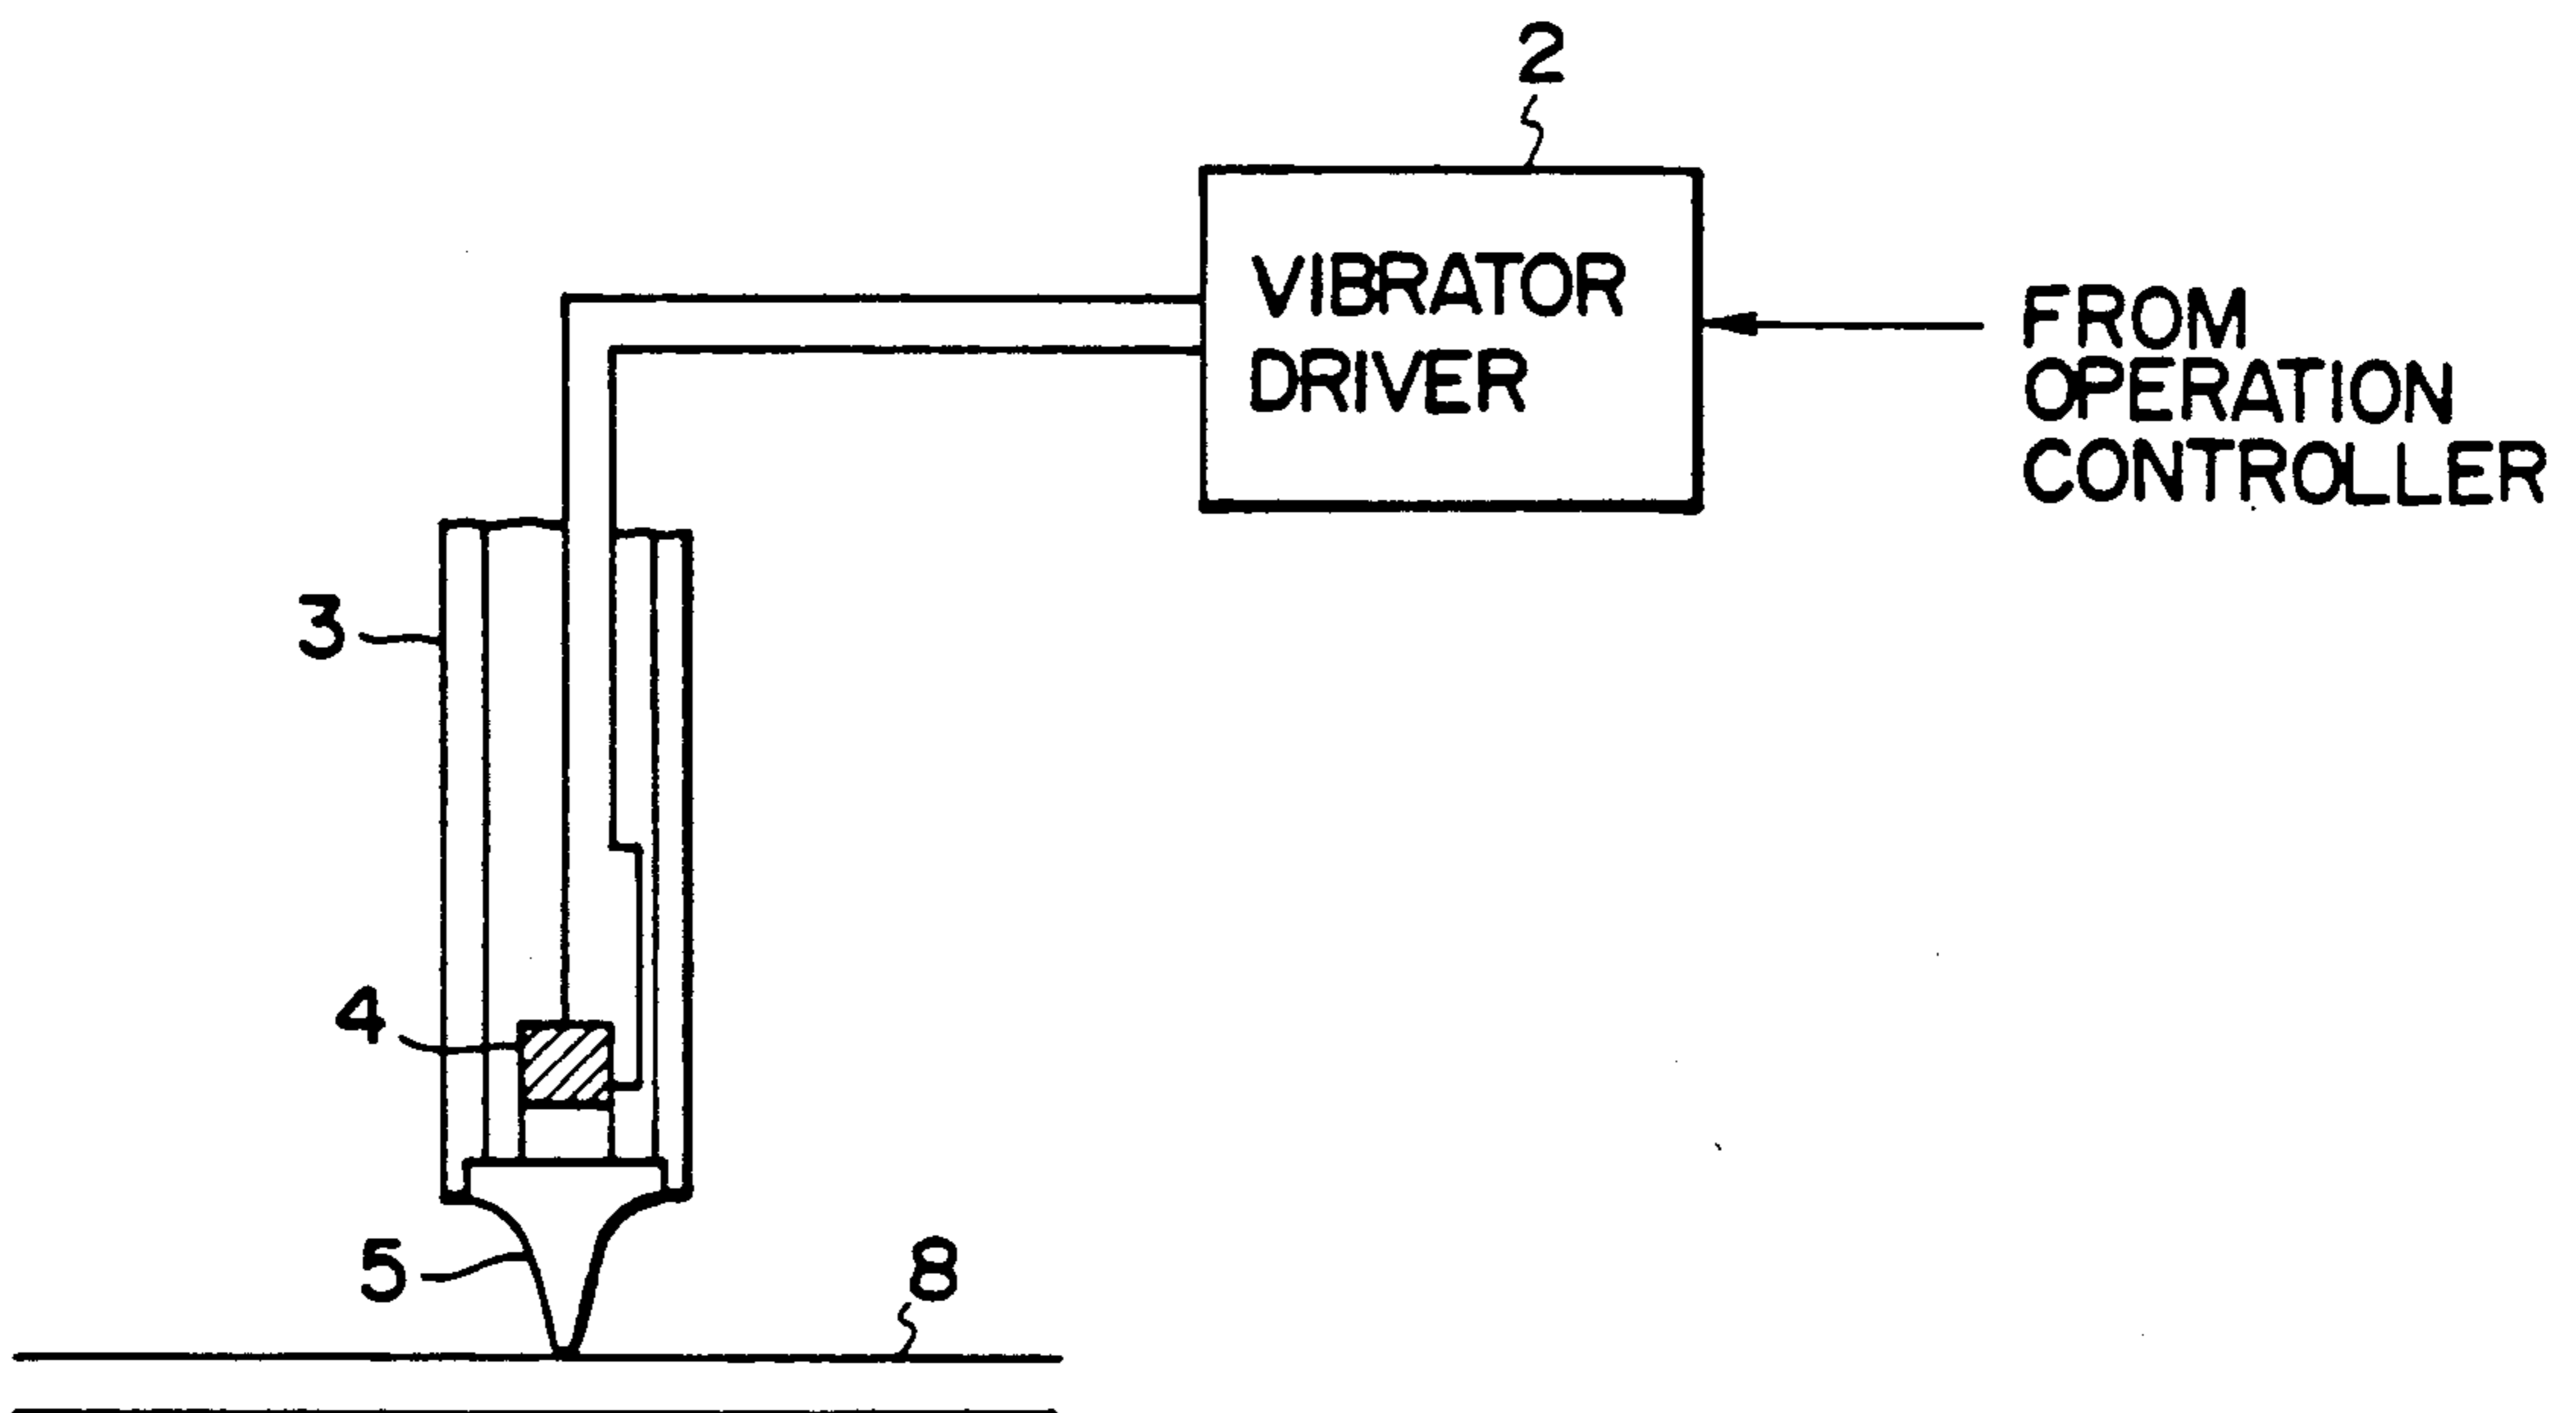 2
VIBRATOR
DRIVER
FROM
OPERATION
CONTROLLER
3
4
5
8